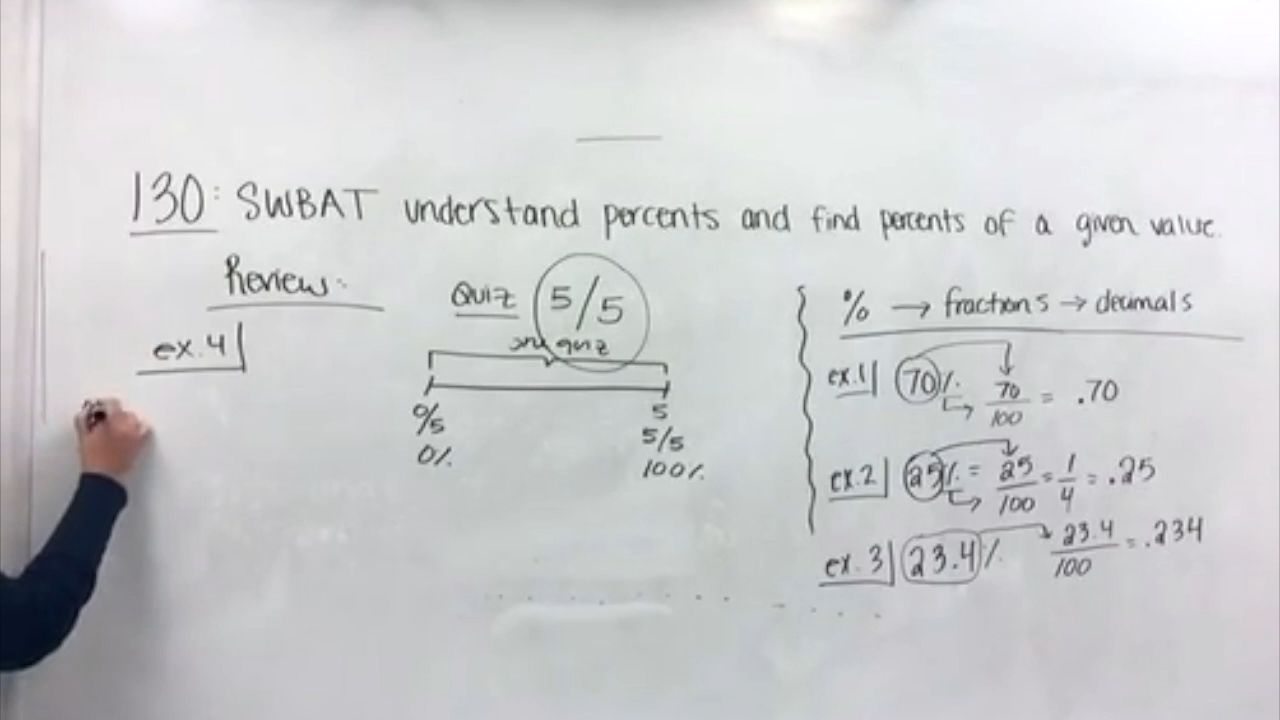 130: SWBAT understand percents and find percents of a given value.
Review:
ex.4
Quiz 5/5
one quiz
0/5
0%
5
5/5
100%
% → fractions → decimals
ex.1 70% 70/100 = .70
ex.2 25% = 25/100 = 1/4 = .25
ex. 3 23.4% 23.4/100 = .234